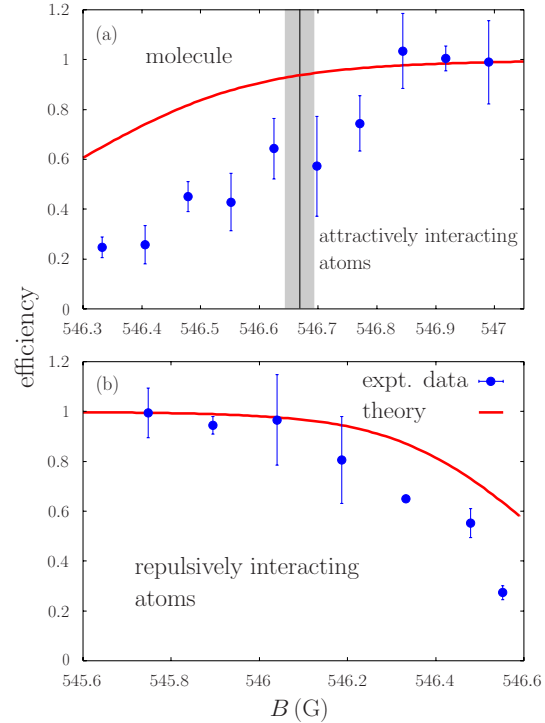 1.2
(a)
molecule
1
0.8
0.6
0.4
attractively interacting
atoms
0.2
0
546.3 546.4 546.5 546.6 546.7 546.8 546.9 547
efficiency
1.2
(b)
expt. data
theory
1
0.8
0.6
0.4
repulsively interacting
atoms
0.2
0
545.6 545.8 546 546.2 546.4 546.6
B (G)